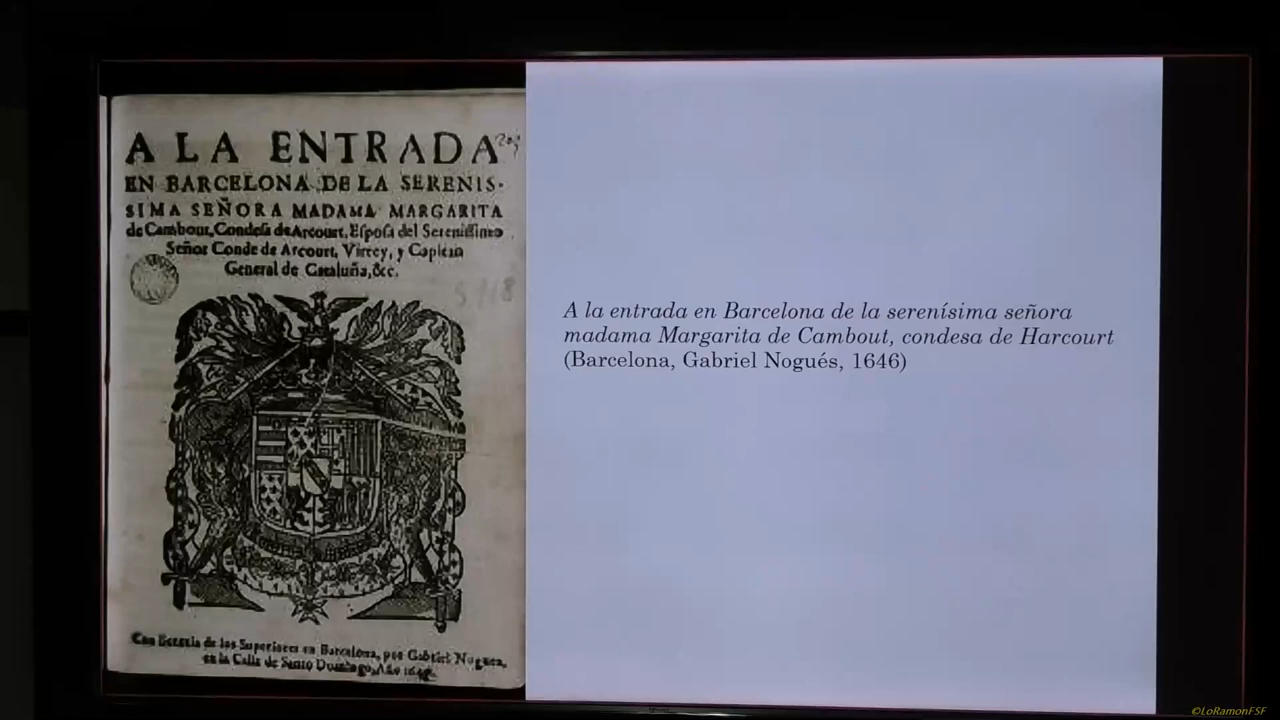 A LA ENTRADA
EN BARCELONA DE LA SERENIS-
SIMA SEÑORA MADAMA MARGARITA
de Cambout, Condesa de Arcourt, Esposa del Serenissimo
Señor Conde de Arcourt, Virrey, y Capitan
General de Cataluña, &c.
Con licencia de los Superiores en Barcelona, por Gabriel Nogues,
en la Calle de Santo Domingo, Año
A la entrada en Barcelona de la serenísima señora
madama Margarita de Cambout, condesa de Harcourt
(Barcelona, Gabriel Nogués, 1646)
©LoRamonFSF